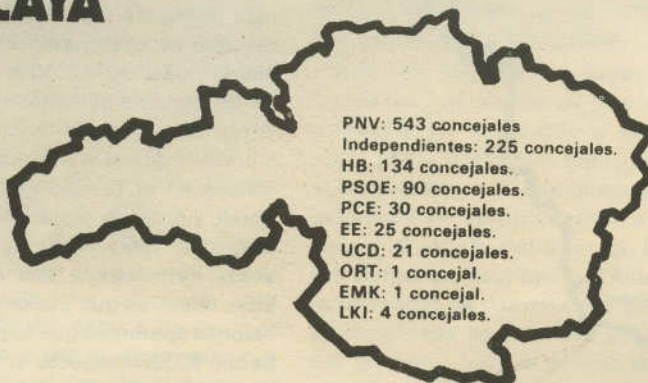 PNV: 543 concejales
Independientes: 225 concejales.
HB: 134 concejales.
PSOE: 90 concejales.
PCE: 30 concejales.
EE: 25 concejales.
UCD: 21 concejales.
ORT: 1 concejal.
EMK: 1 concejal.
LKI: 4 concejales.